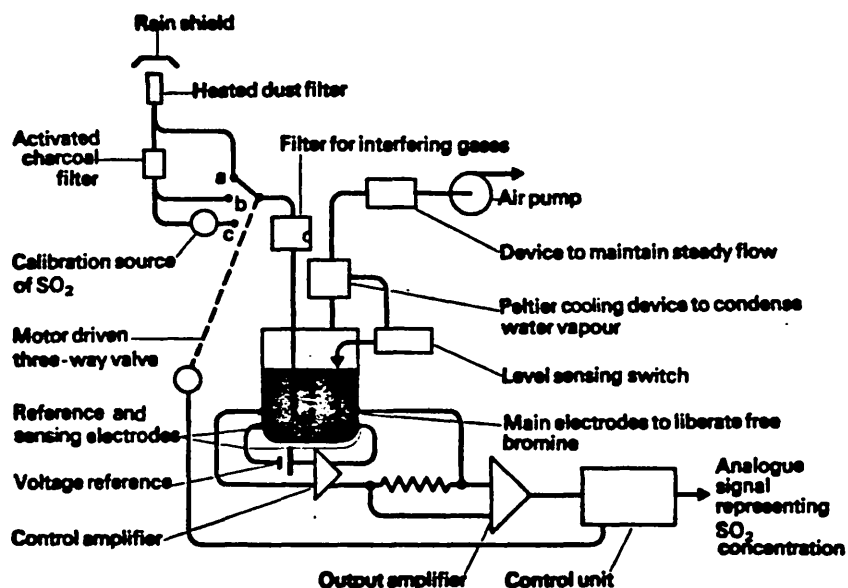 Rain shield
Heated dust filter
Activated
charcoal
filter
Filter for interfering gases
a
b
c
Air pump
Calibration source
of SO2
Device to maintain steady flow
Peltier cooling device to condense
water vapour
Motor driven
three-way valve
Level sensing switch
Reference and
sensing electrodes
Main electrodes to liberate free
bromine
Voltage reference
Analogue
signal
representing
SO2
concentration
Control amplifier
Output amplifier
Control unit